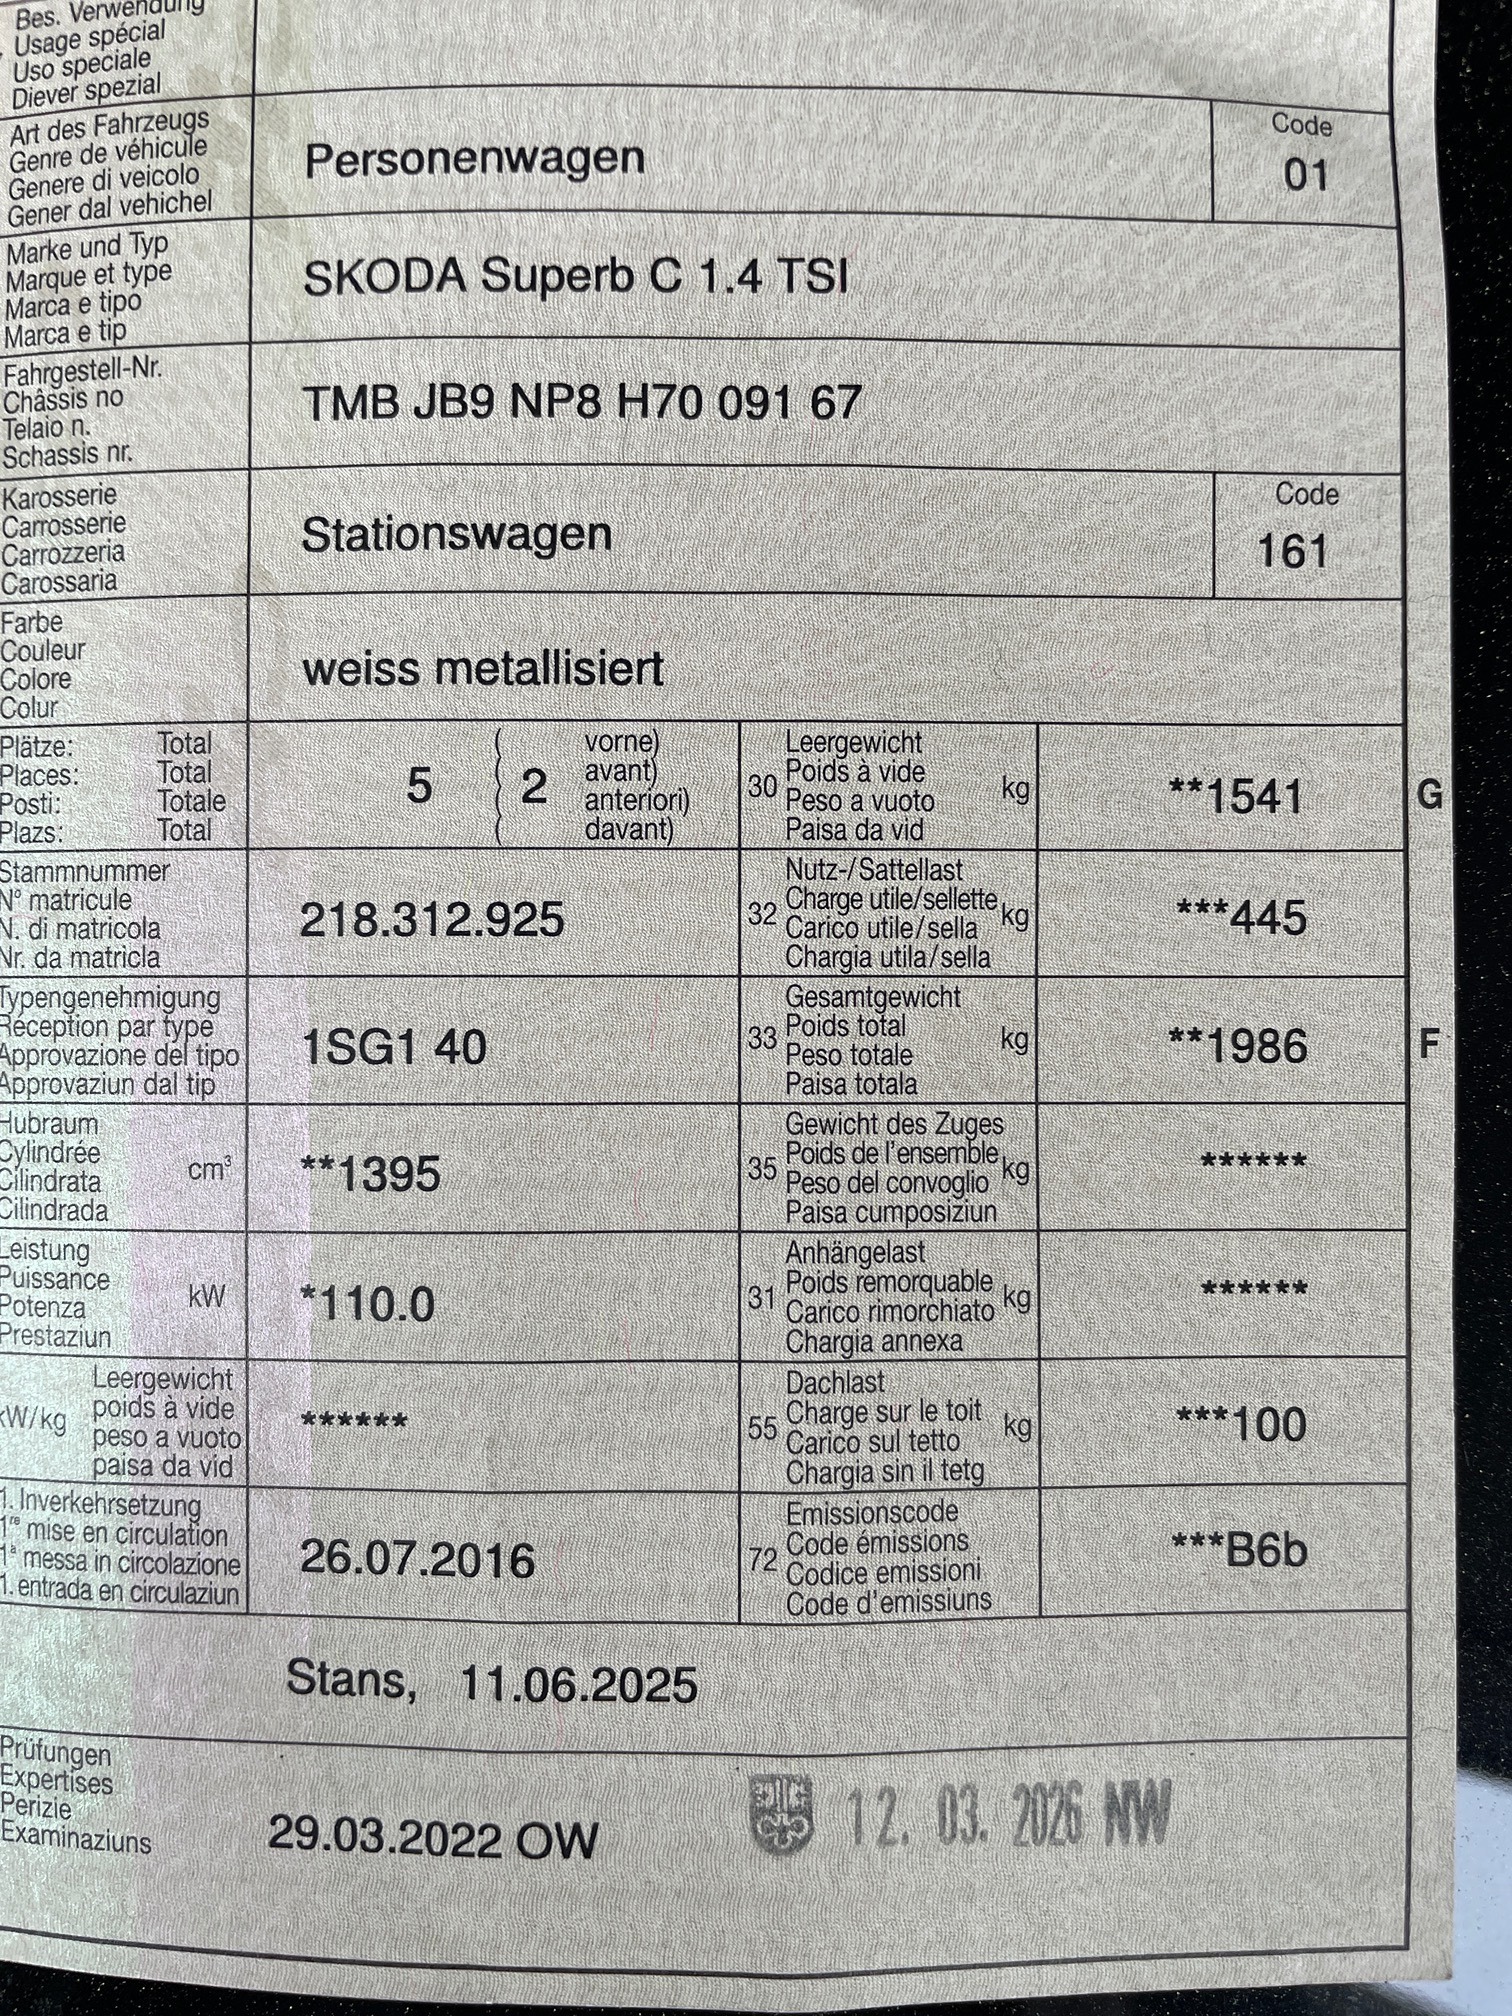 Bes. Verwendung
Usage spécial
Uso speciale
Diever spezial
Art des Fahrzeugs
Genre de véhicule
Genere di veicolo
Gener dal vehichel
Personenwagen
Code
01
Marke und Typ
Marque et type
Marca e tipo
Marca e tip
SKODA Superb C 1.4 TSI
Fahrgestell-Nr.
Châssis no
Telaio n.
Schassis nr.
TMB JB9 NP8 H70 091 67
Karosserie
Carrosserie
Carrozzeria
Carossaria
Stationswagen
Code
161
Farbe
Couleur
Colore
Colur
weiss metallisiert
Plätze: Total
Places: Total
Posti: Totale
Plazs: Total
5 ( 2 vorne)
avant)
anteriori)
( davant)
30 Leergewicht
Poids à vide kg
Peso a vuoto
Paisa da vid
**1541
G
Stammnummer
N° matricule
N. di matricola
Nr. da matricla
218.312.925
32 Nutz-/Sattellast
Charge utile/sellette kg
Carico utile/sella
Chargia utila/sella
***445
Typengenehmigung
Réception par type
Approvazione del tipo
Approvaziun dal tip
1SG1 40
33 Gesamtgewicht
Poids total kg
Peso totale
Paisa totala
**1986
F
Hubraum
Cylindrée cm³
Cilindrata
Cilindrada
**1395
35 Gewicht des Zuges
Poids de l'ensemble kg
Peso del convoglio
Paisa cumposiziun
******
Leistung
Puissance kW
Potenza
Prestaziun
*110.0
31 Anhängelast
Poids remorquable kg
Carico rimorchiato
Chargia annexa
******
kW/kg Leergewicht
poids à vide
peso a vuoto
paisa da vid
******
55 Dachlast
Charge sur le toit kg
Carico sul tetto
Chargia sin il tetg
***100
1. Inverkehrsetzung
1re mise en circulation
1a messa in circolazione
1. entrada en circulaziun
26.07.2016
72 Emissionscode
Code émissions
Codice emissioni
Code d'emissiuns
***B6b
Stans, 11.06.2025
Prüfungen
Expertises
Perizie
Examinaziuns
29.03.2022 OW
12. 03. 2026 NW